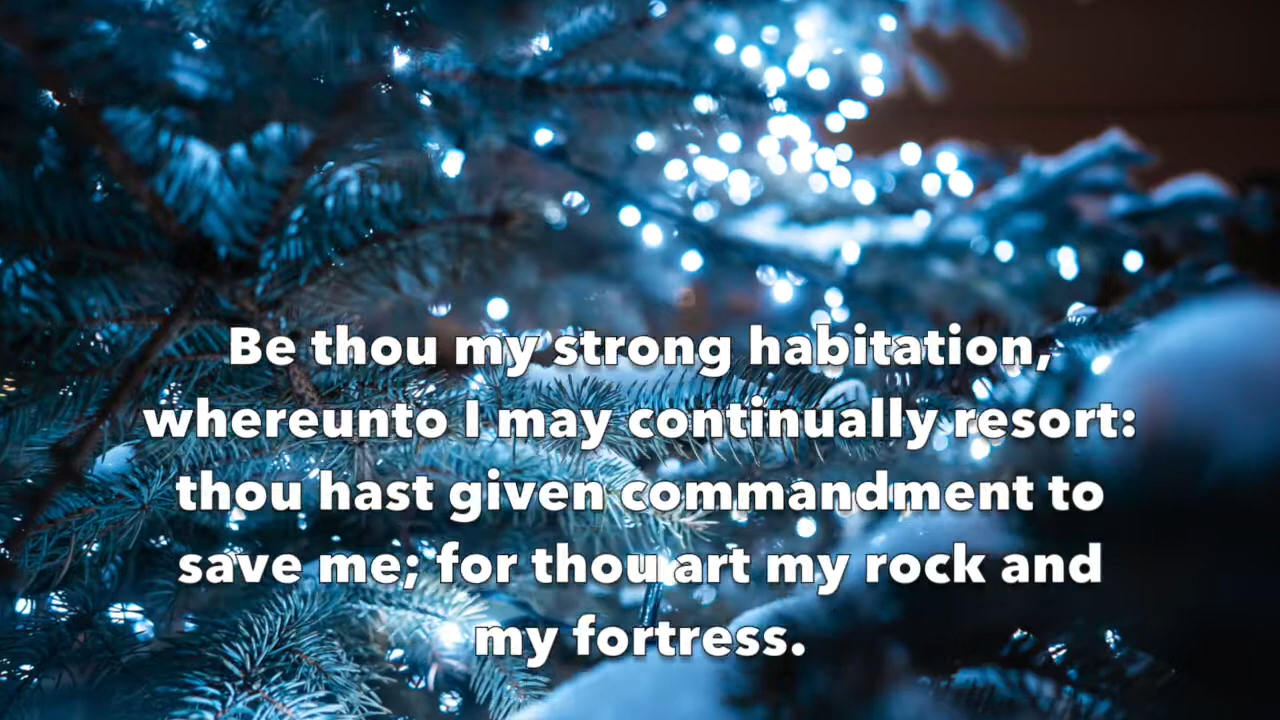 Be thou my strong habitation,
whereunto I may continually resort:
thou hast given commandment to
save me; for thou art my rock and
my fortress.